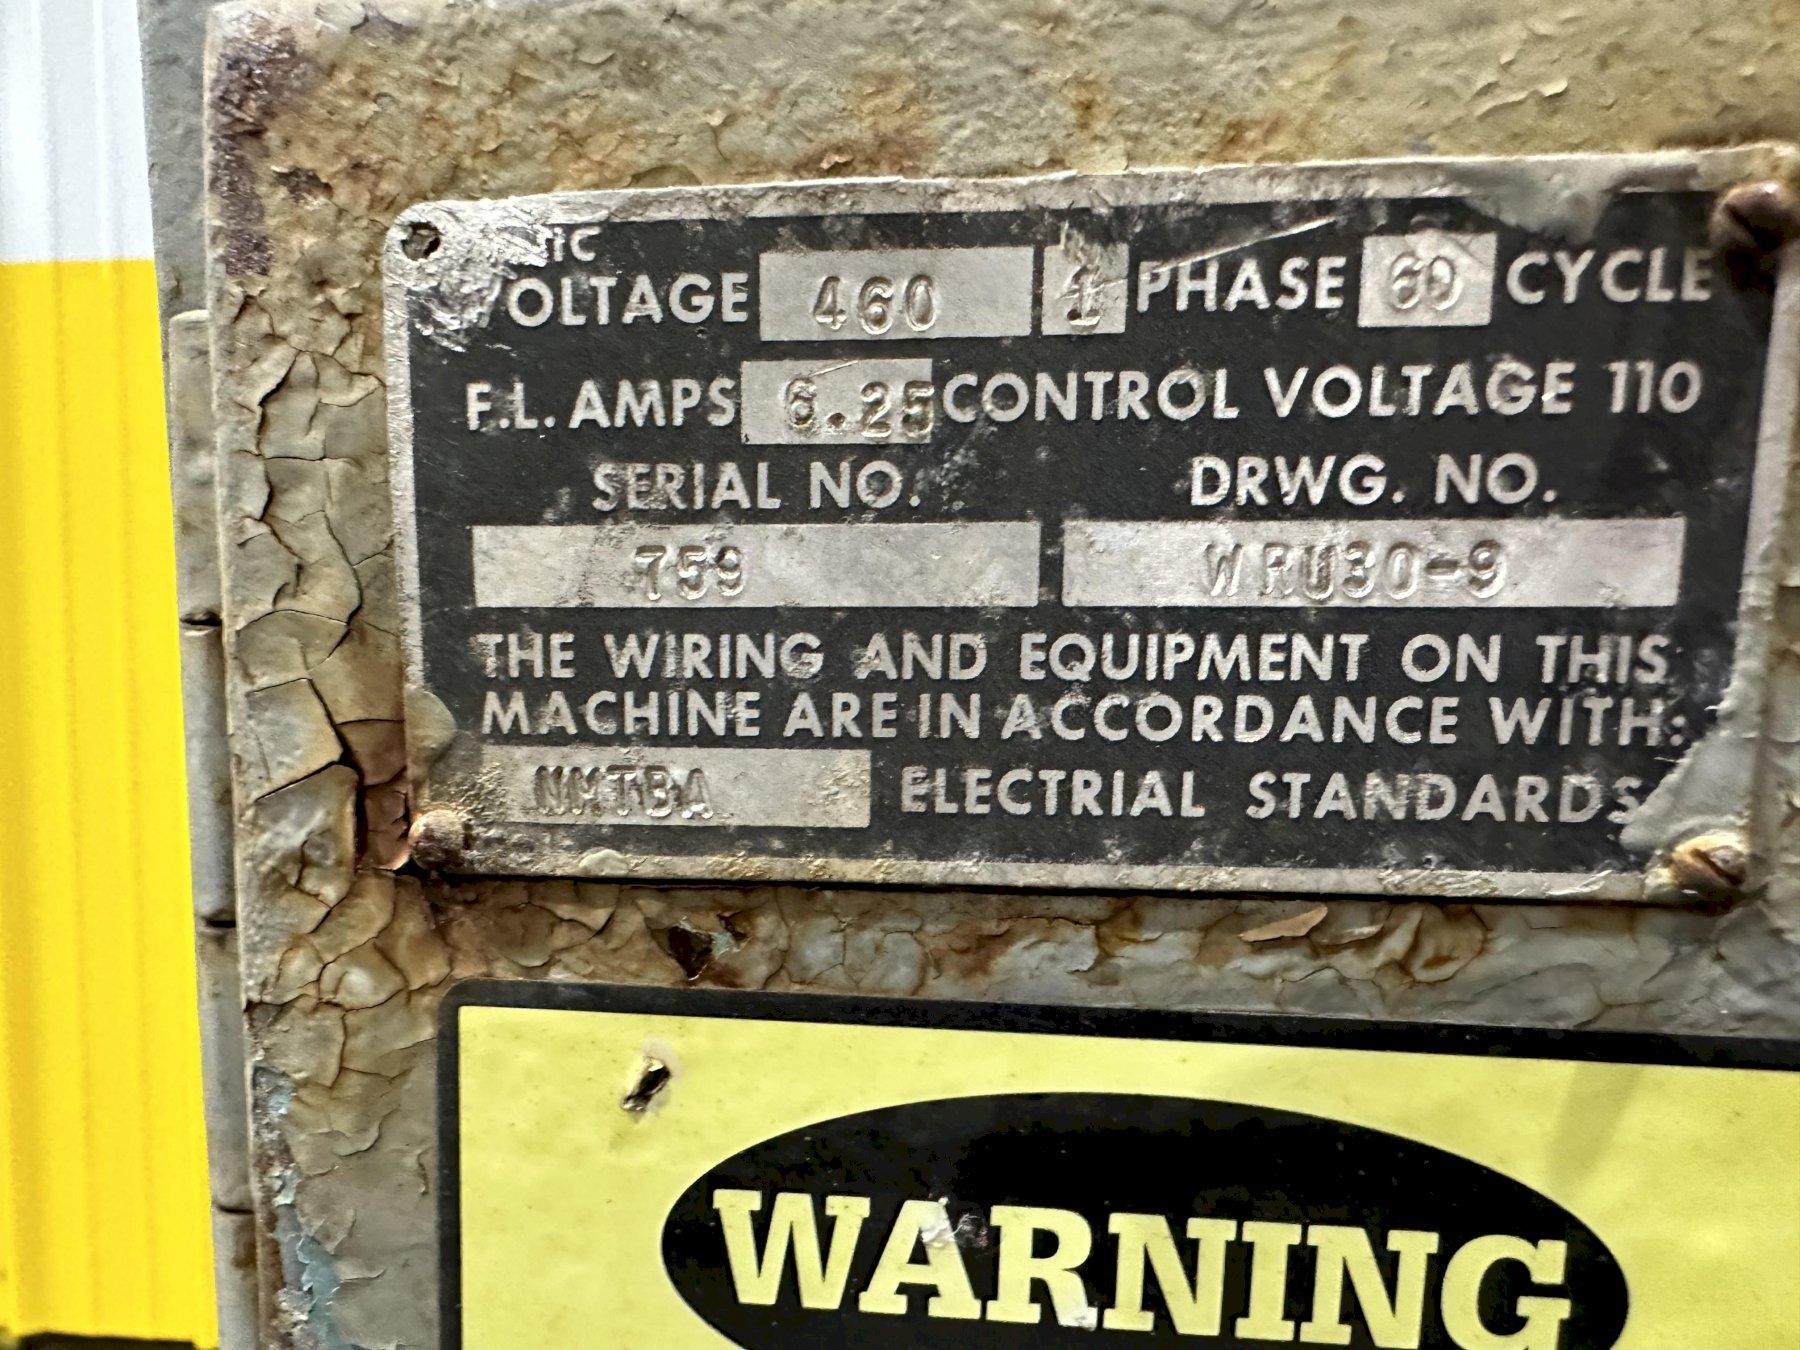 VOLTAGE 460 1 PHASE 60 CYCLE
F.L. AMPS 6.25 CONTROL VOLTAGE 110
SERIAL NO. DRWG. NO.
759 WRU30-9
THE WIRING AND EQUIPMENT ON THIS
MACHINE ARE IN ACCORDANCE WITH:
NMTBA ELECTRIAL STANDARDS
WARNING